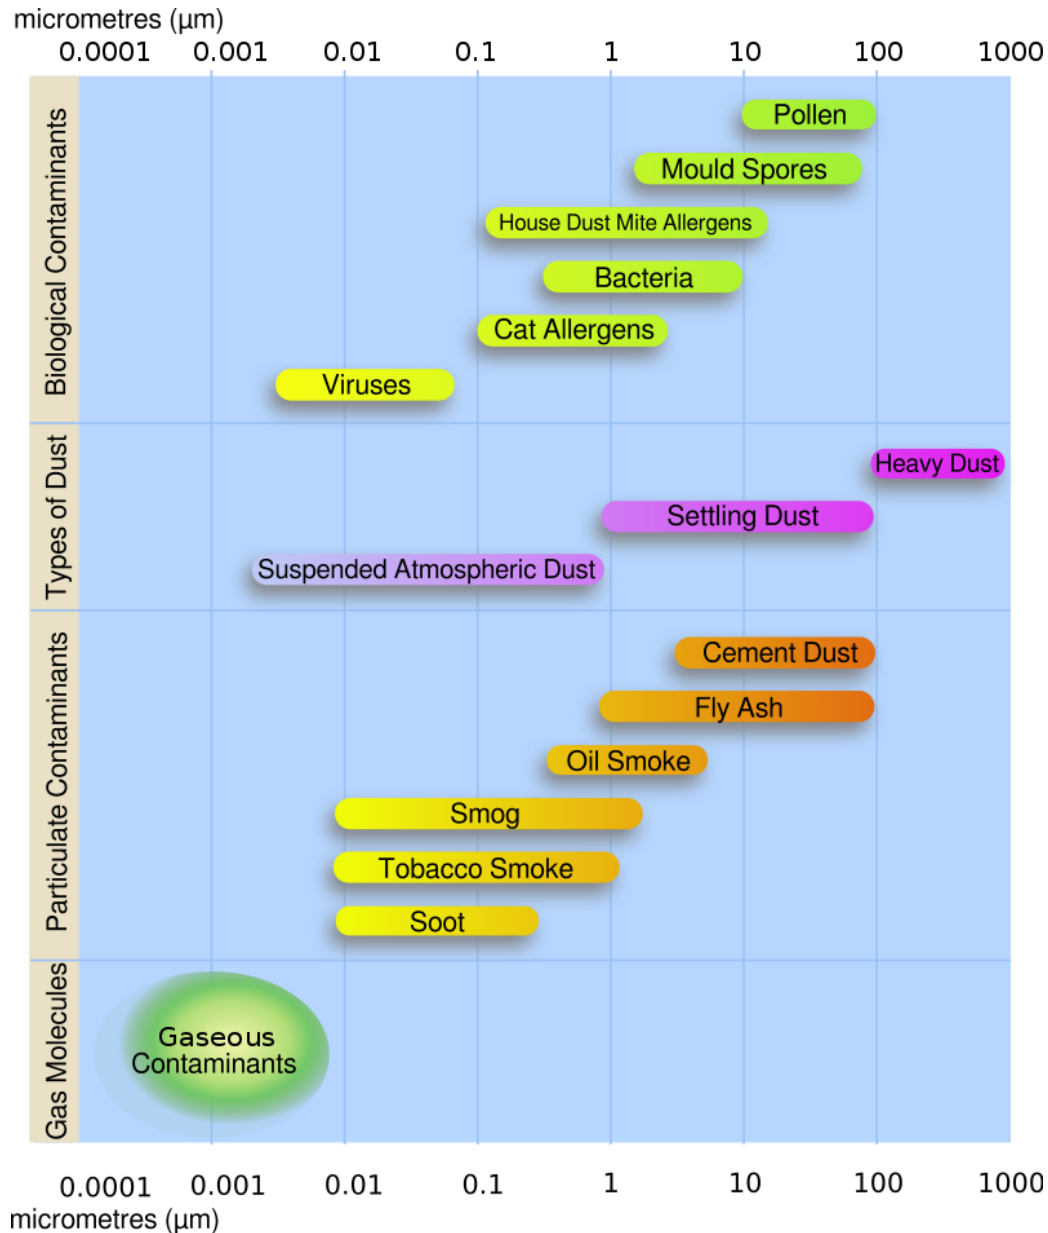 micrometres (µm)
0.0001 0.001 0.01 0.1 1 10 100 1000
Biological Contaminants
Pollen
Mould Spores
House Dust Mite Allergens
Bacteria
Cat Allergens
Viruses
Types of Dust
Heavy Dust
Settling Dust
Suspended Atmospheric Dust
Particulate Contaminants
Cement Dust
Fly Ash
Oil Smoke
Smog
Tobacco Smoke
Soot
Gas Molecules
Gaseous
Contaminants
0.0001 0.001 0.01 0.1 1 10 100 1000
micrometres (µm)